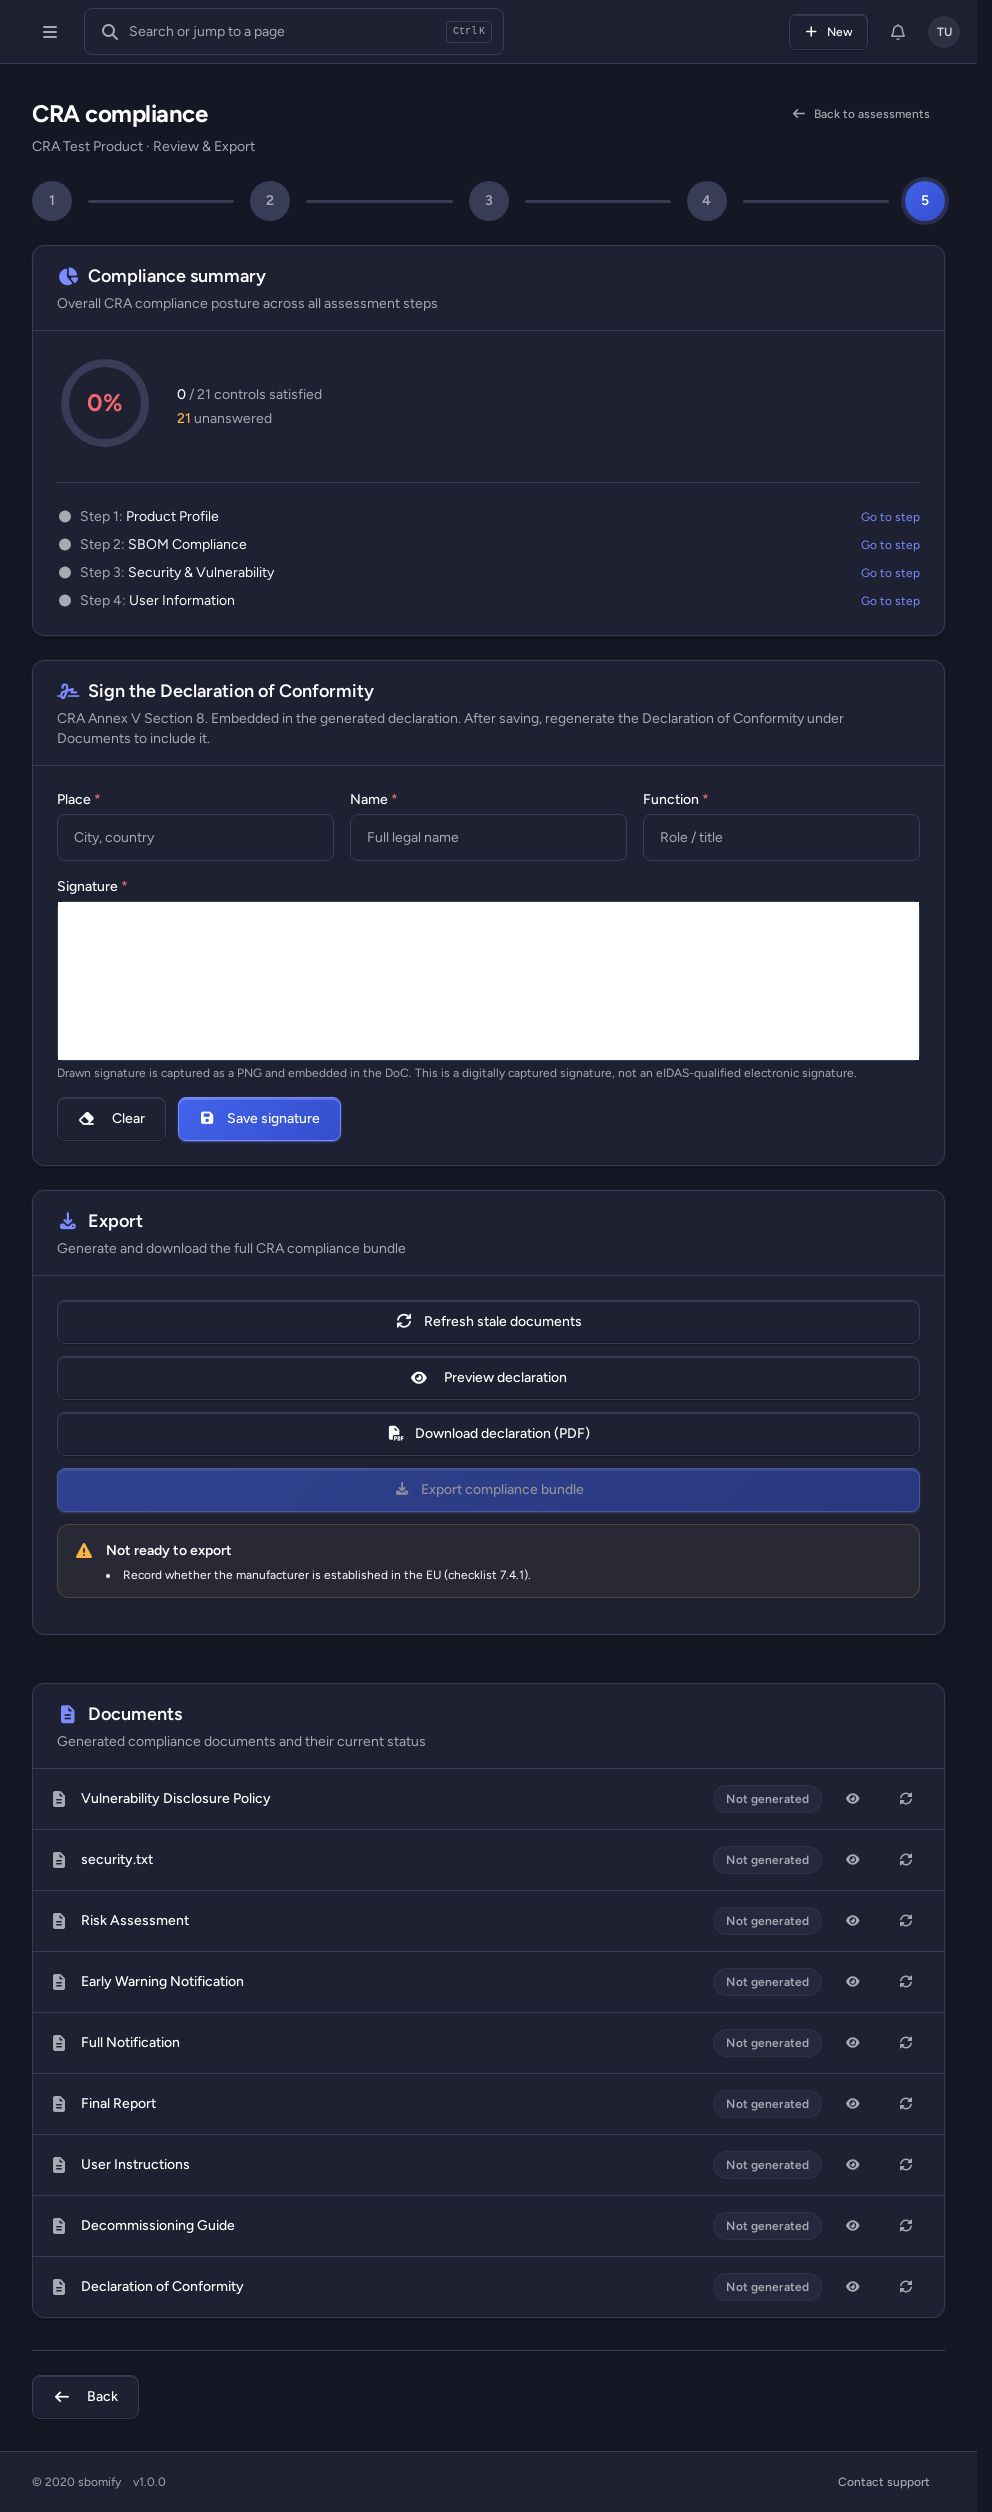 Search or jump to a page
Ctrl K
New
TU
CRA compliance
Back to assessments
CRA Test Product · Review & Export
1
2
3
4
5
Compliance summary
Overall CRA compliance posture across all assessment steps
0%
0 / 21 controls satisfied
21 unanswered
Step 1: Product Profile
Go to step
Step 2: SBOM Compliance
Go to step
Step 3: Security & Vulnerability
Go to step
Step 4: User Information
Go to step
Sign the Declaration of Conformity
CRA Annex V Section 8. Embedded in the generated declaration. After saving, regenerate the Declaration of Conformity under
Documents to include it.
Place *
Name *
Function *
City, country
Full legal name
Role / title
Signature *
Drawn signature is captured as a PNG and embedded in the DoC. This is a digitally captured signature, not an eIDAS-qualified electronic signature.
Clear
Save signature
Export
Generate and download the full CRA compliance bundle
Refresh stale documents
Preview declaration
PDF
Download declaration (PDF)
Export compliance bundle
Not ready to export
• Record whether the manufacturer is established in the EU (checklist 7.4.1).
Documents
Generated compliance documents and their current status
Vulnerability Disclosure Policy
Not generated
security.txt
Not generated
Risk Assessment
Not generated
Early Warning Notification
Not generated
Full Notification
Not generated
Final Report
Not generated
User Instructions
Not generated
Decommissioning Guide
Not generated
Declaration of Conformity
Not generated
Back
© 2020 sbomify v1.0.0
Contact support